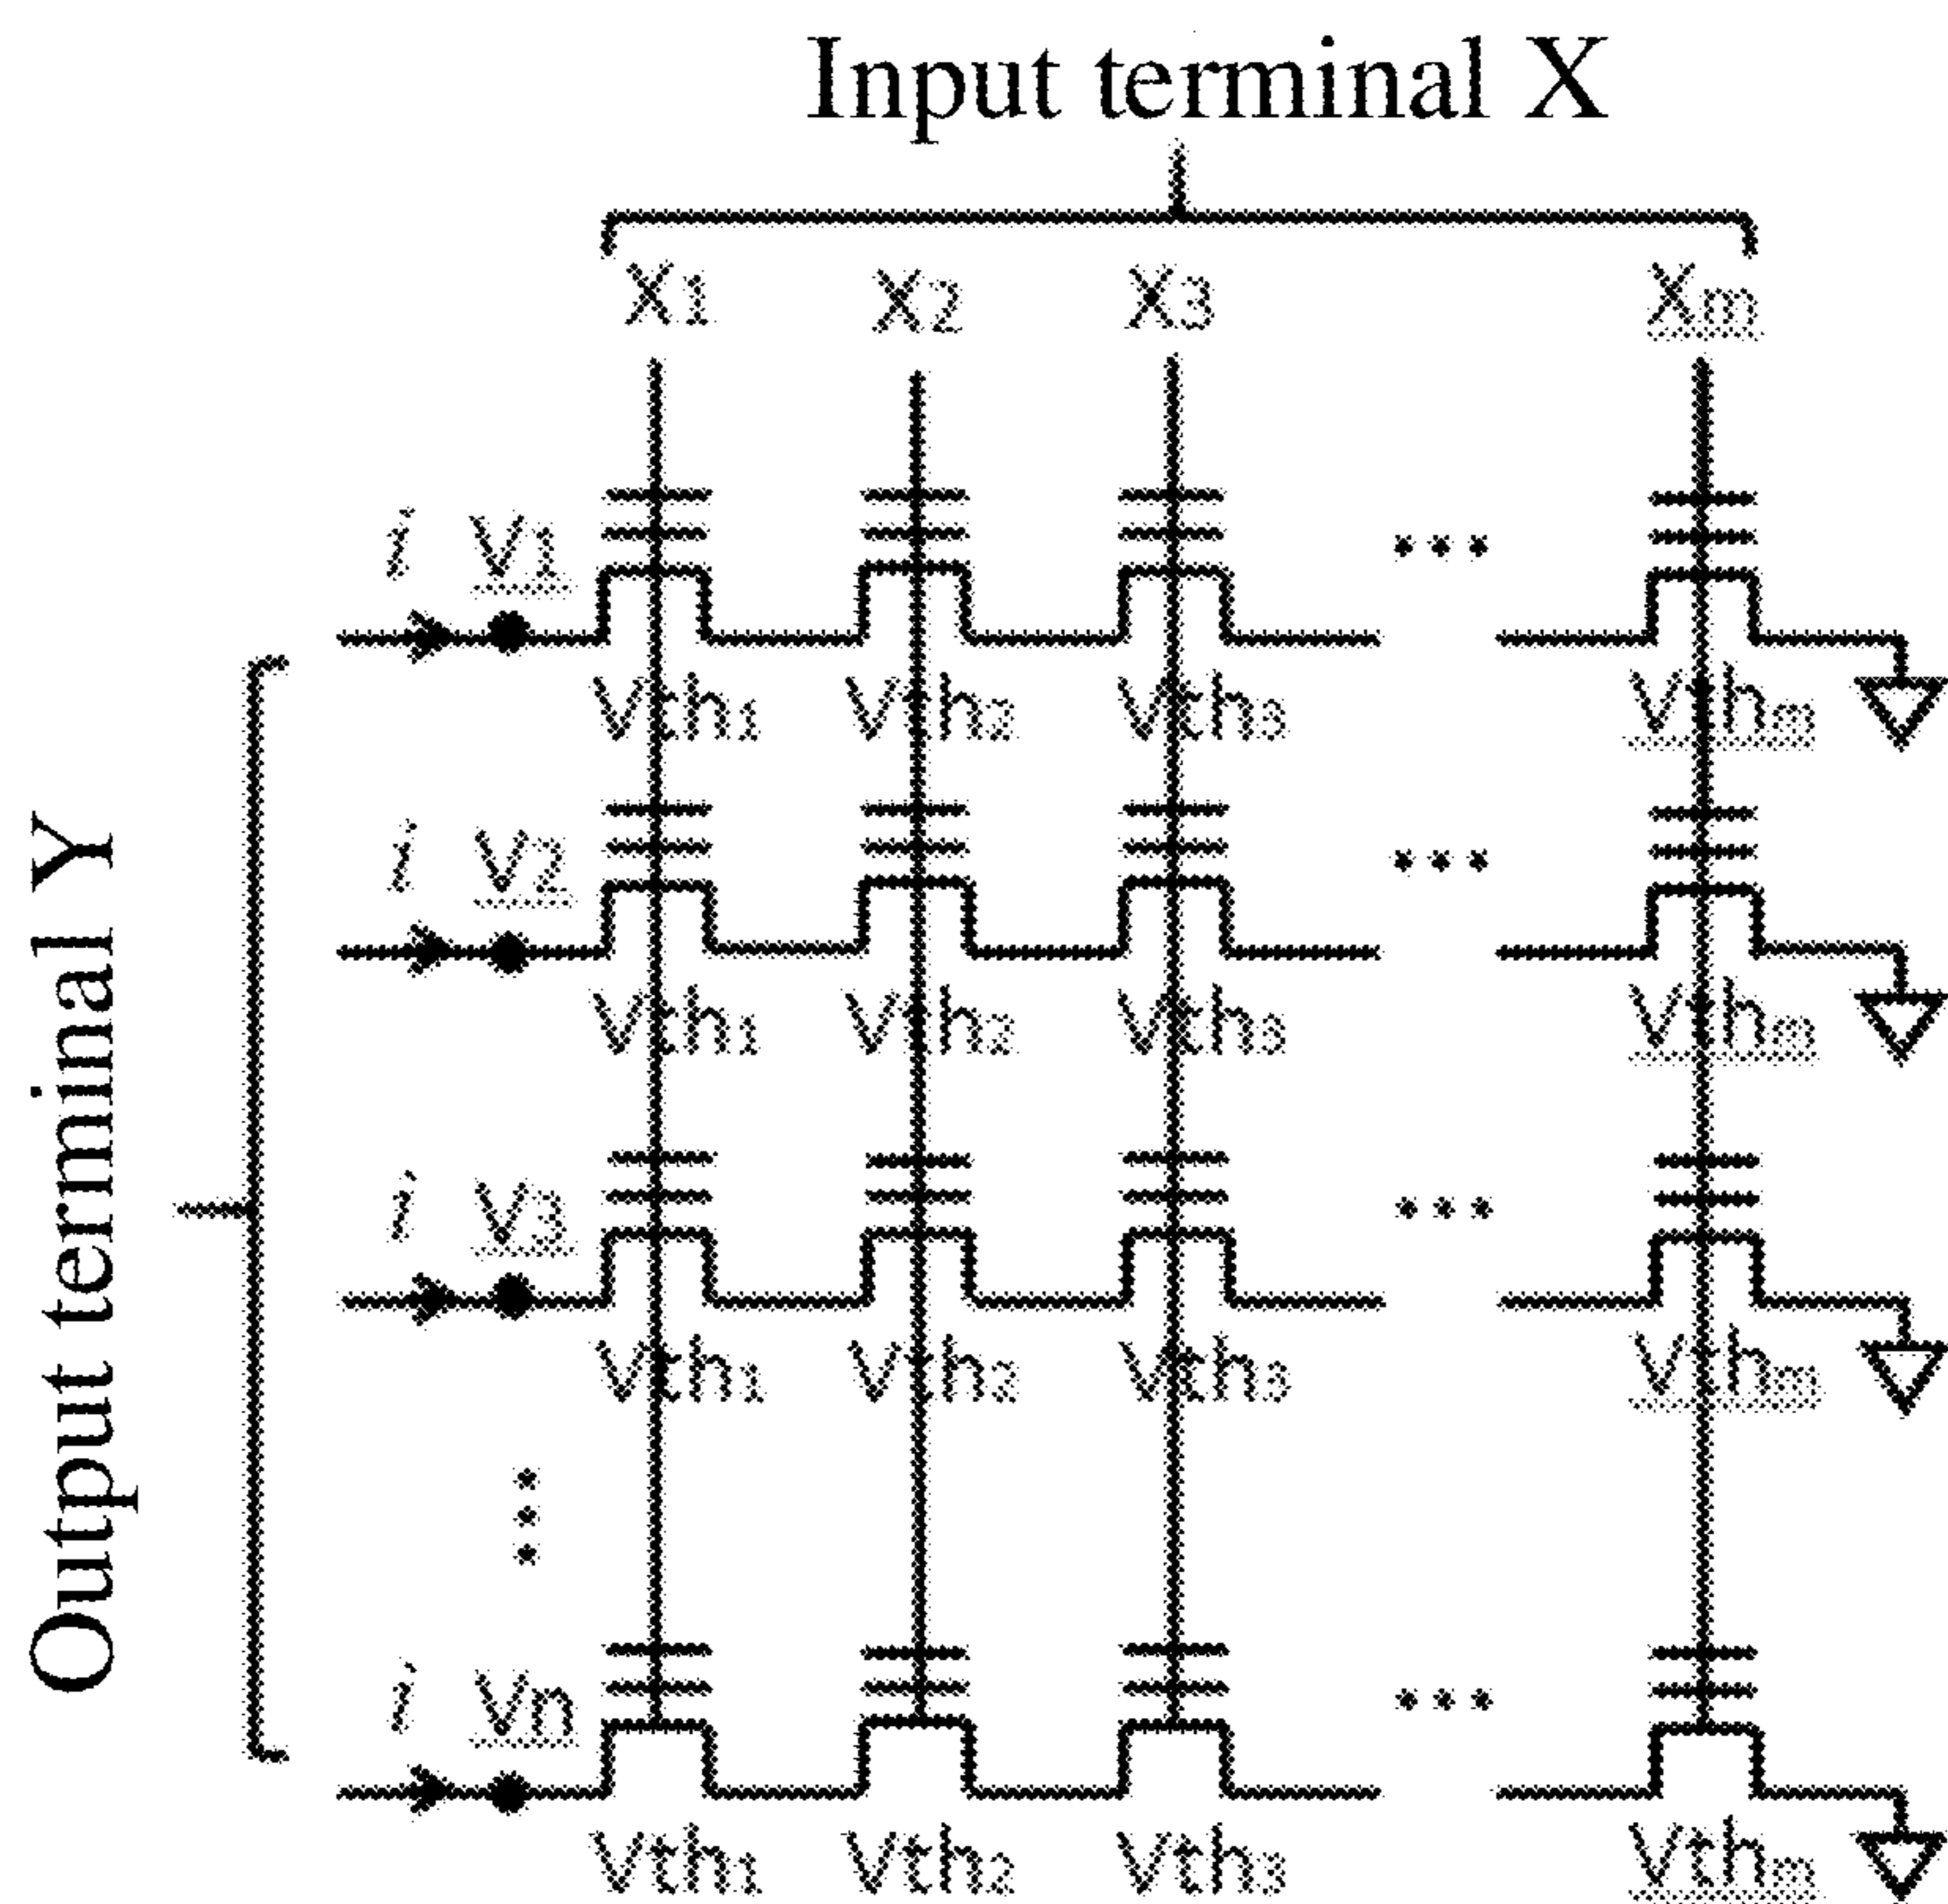 Input terminal X
X1 X2 X3 Xm
i V1
...
Vth1 Vth2 Vth3 Vthm
Output terminal Y
i V2
...
Vth1 Vth2 Vth3 Vthm
i V3
...
Vth1 Vth2 Vth3 Vthm
i Vn
...
Vth1 Vth2 Vth3 Vthm